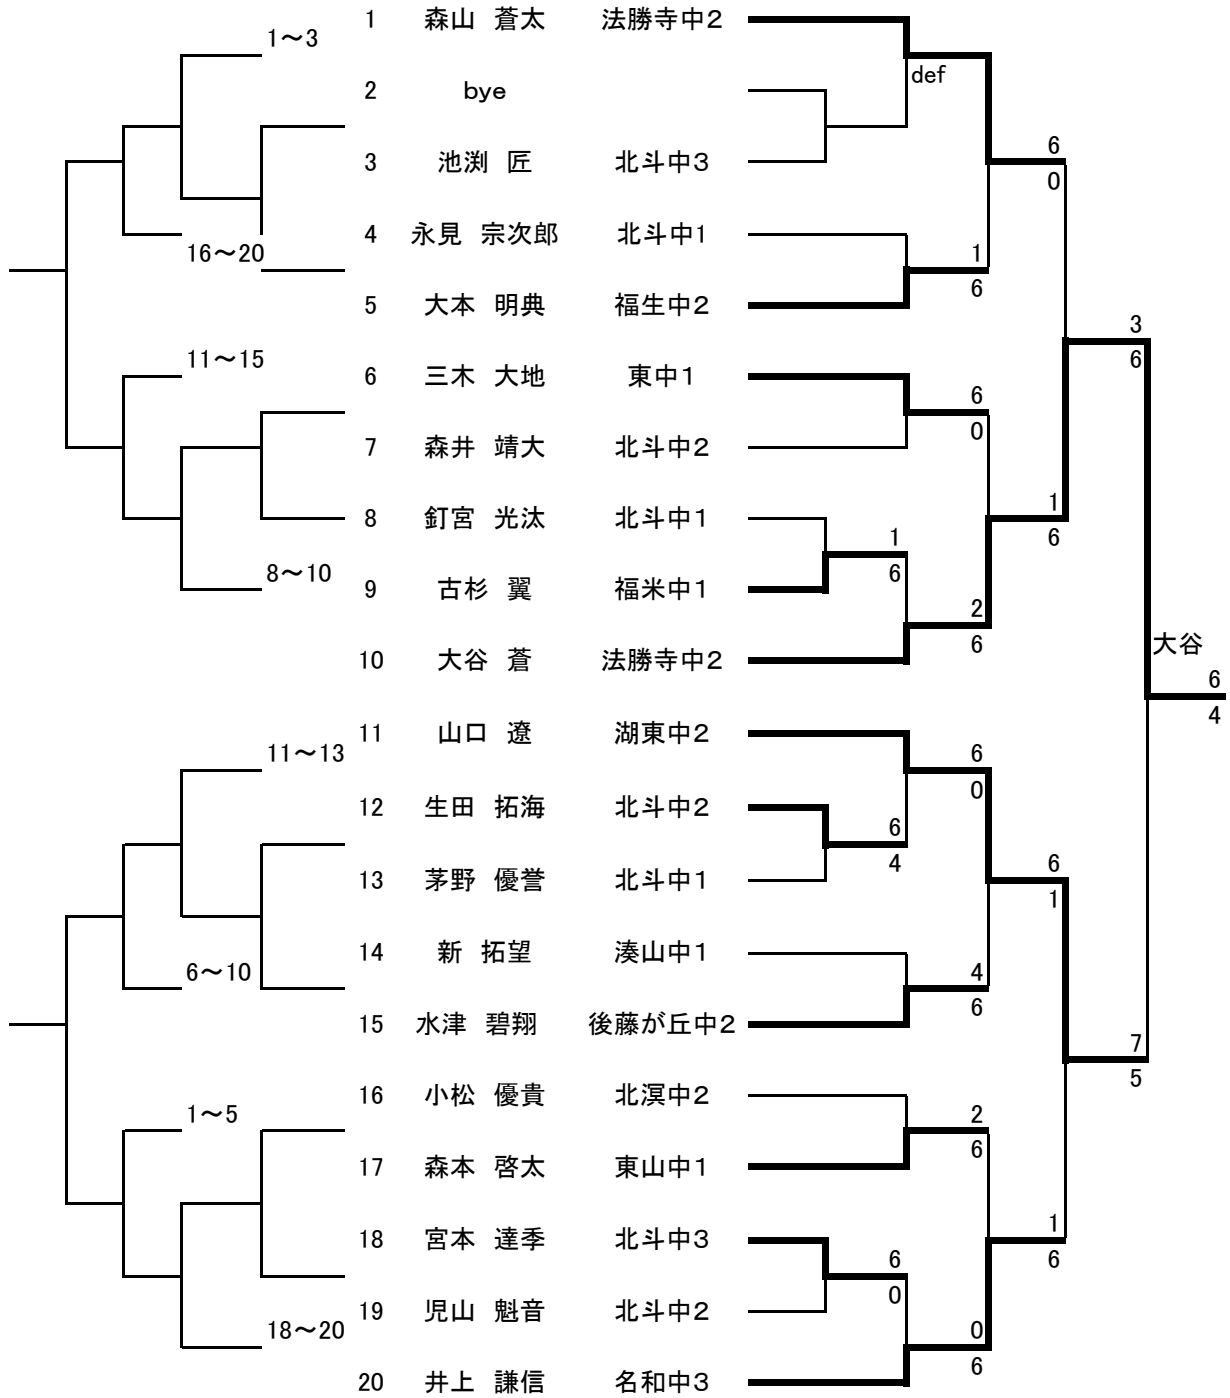 1 森山 蒼太 法勝寺中2
1～3
def
2 bye
6
3 池渕 匠 北斗中3
0
4 永見 宗次郎 北斗中1
16～20
1
6
5 大本 明典 福生中2
3
11～15
6
6 三木 大地 東中1
6
0
7 森井 靖大 北斗中2
1
8 釘宮 光汰 北斗中1
1
6
8～10
6
9 古杉 翼 福米中1
2
6
大谷
10 大谷 蒼 法勝寺中2
6
4
11 山口 遼 湖東中2
11～13
6
0
12 生田 拓海 北斗中2
6
4
6
13 茅野 優誉 北斗中1
1
14 新 拓望 湊山中1
6～10
4
6
15 水津 碧翔 後藤が丘中2
7
5
16 小松 優貴 北溟中2
1～5
2
6
17 森本 啓太 東山中1
1
18 宮本 達季 北斗中3
6
6
0
19 児山 魁音 北斗中2
18～20
0
6
20 井上 謙信 名和中3